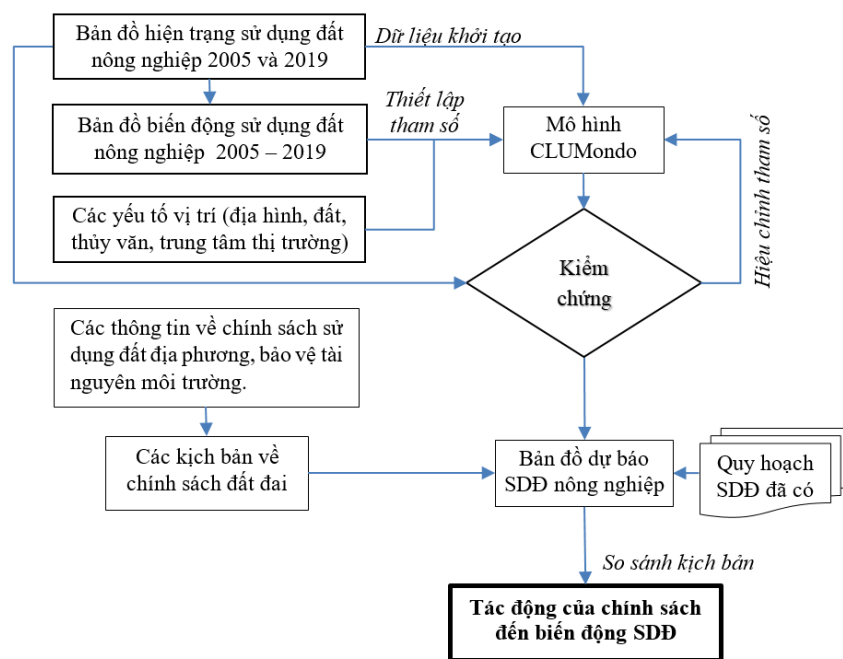 Bản đồ hiện trạng sử dụng đất
nông nghiệp 2005 và 2019
Dữ liệu khởi tạo
Bản đồ biến động sử dụng đất
nông nghiệp 2005 – 2019
Thiết lập
tham số
Mô hình
CLUMondo
Hiệu chỉnh tham số
Các yếu tố vị trí (địa hình, đất,
thủy văn, trung tâm thị trường)
Kiểm
chứng
Các thông tin về chính sách sử
dụng đất địa phương, bảo vệ tài
nguyên môi trường.
Các kịch bản về
chính sách đất đai
Bản đồ dự báo
SDĐ nông nghiệp
Quy hoạch
SDĐ đã có
So sánh kịch bản
Tác động của chính sách
đến biến động SDĐ